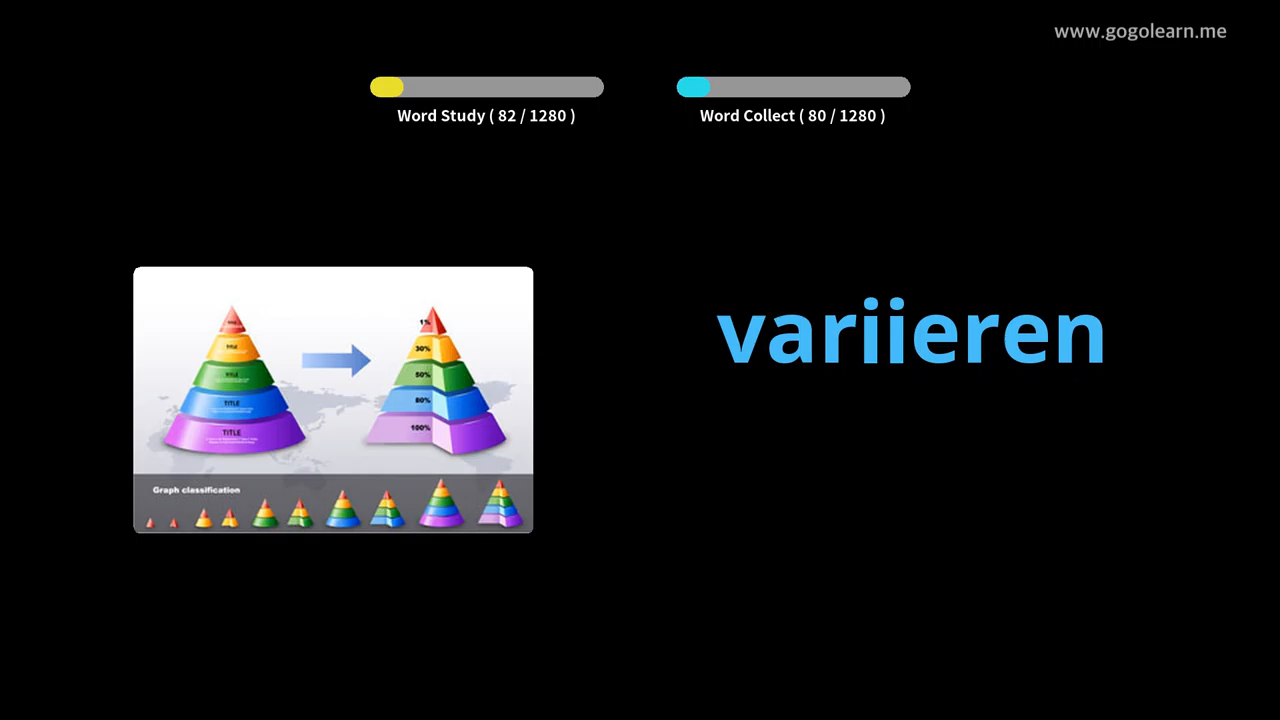 www.gogolearn.me
Word Study ( 82 / 1280 )
Word Collect ( 80 / 1280 )
variieren
TITLE
TITLE
TITLE
TITLE
1%
30%
50%
80%
100%
Graph classification